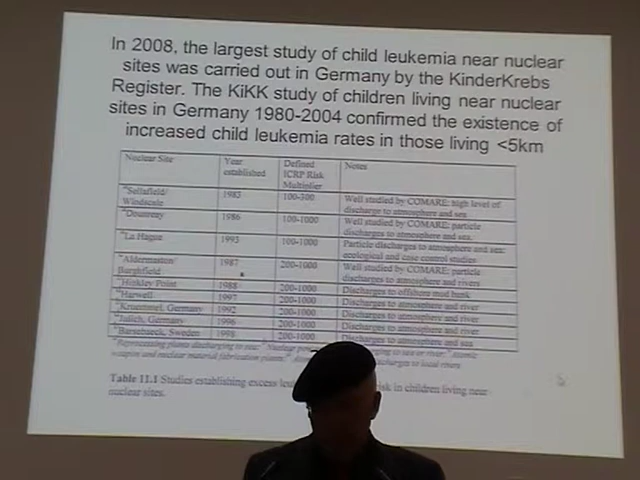 In 2008, the largest study of child leukemia near nuclear
sites was carried out in Germany by the KinderKrebs
Register. The KiKK study of children living near nuclear
sites in Germany 1980-2004 confirmed the existence of
increased child leukemia rates in those living <5km
Nuclear Site Year established Defined ICRP Risk Multiplier Notes
Sellafield/ Windscale 1983 100-300 Well studied by COMARE: high level of discharge to atmosphere and sea
Dounreay 1986 100-1000 Well studied by COMARE: particle discharges to atmosphere and sea
La Hague 1993 100-1000 Particle discharges to atmosphere and sea: ecological and case control studies
Aldermaston/ Burghfield 1987 200-1000 Well studied by COMARE: particle discharges to atmosphere and rivers
Hinkley Point 1988 200-1000 Discharges to offshore mud bank
Harwell 1997 200-1000 Discharges to atmosphere and river
Kruemmel, Germany 1992 200-1000 Discharges to atmosphere and river
Julich, Germany 1996 200-1000 Discharges to atmosphere and river
Barsebaeck, Sweden 1998 200-1000 Discharges to atmosphere and sea
Table 11.1 Studies establishing excess risk in children living near
nuclear sites.